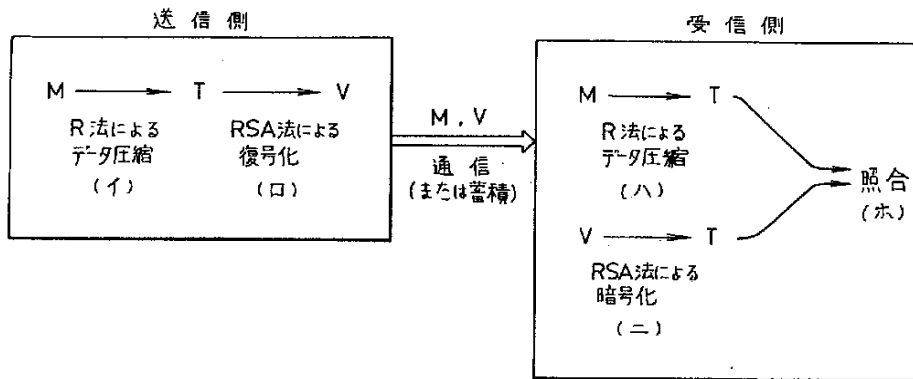 送信側
M → T → V
R法による
データ圧縮
(イ)
RSA法による
復号化
(ロ)
M,V
通信
(または蓄積)
受信側
M → T
R法による
データ圧縮
(ハ)
V → T
RSA法による
暗号化
(ニ)
照合
(ホ)